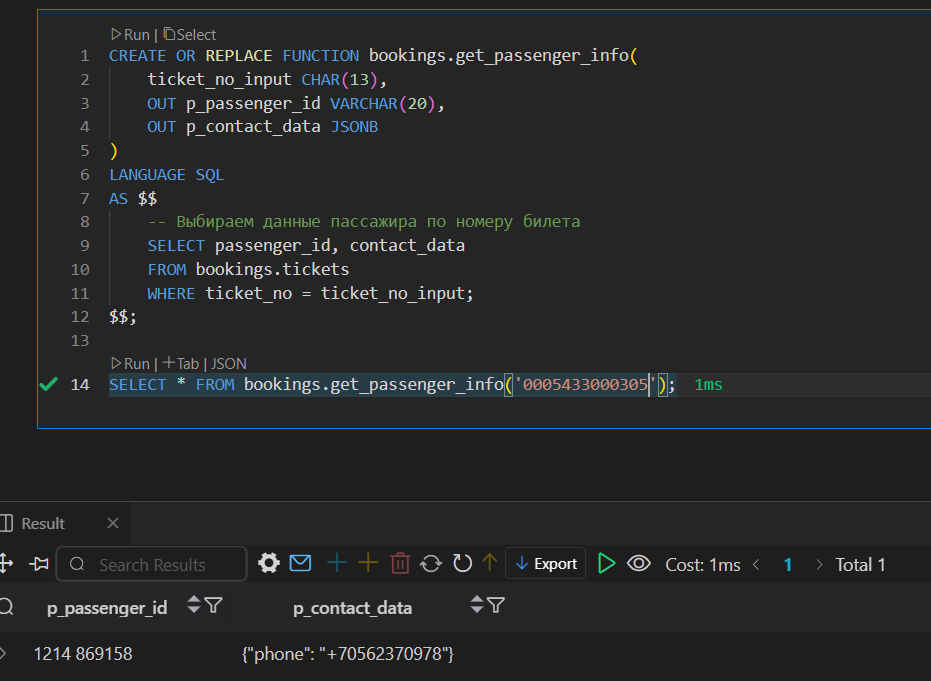 Run | Select
1 CREATE OR REPLACE FUNCTION bookings.get_passenger_info(
2 ticket_no_input CHAR(13),
3 OUT p_passenger_id VARCHAR(20),
4 OUT p_contact_data JSONB
5 )
6 LANGUAGE SQL
7 AS $$
8 -- Выбираем данные пассажира по номеру билета
9 SELECT passenger_id, contact_data
10 FROM bookings.tickets
11 WHERE ticket_no = ticket_no_input;
12 $$;
13
Run | +Tab | JSON
14 SELECT * FROM bookings.get_passenger_info('0005433000305'); 1ms
Result
Search Results Export Cost: 1ms 1 Total 1
p_passenger_id p_contact_data
1214 869158 {"phone": "+70562370978"}